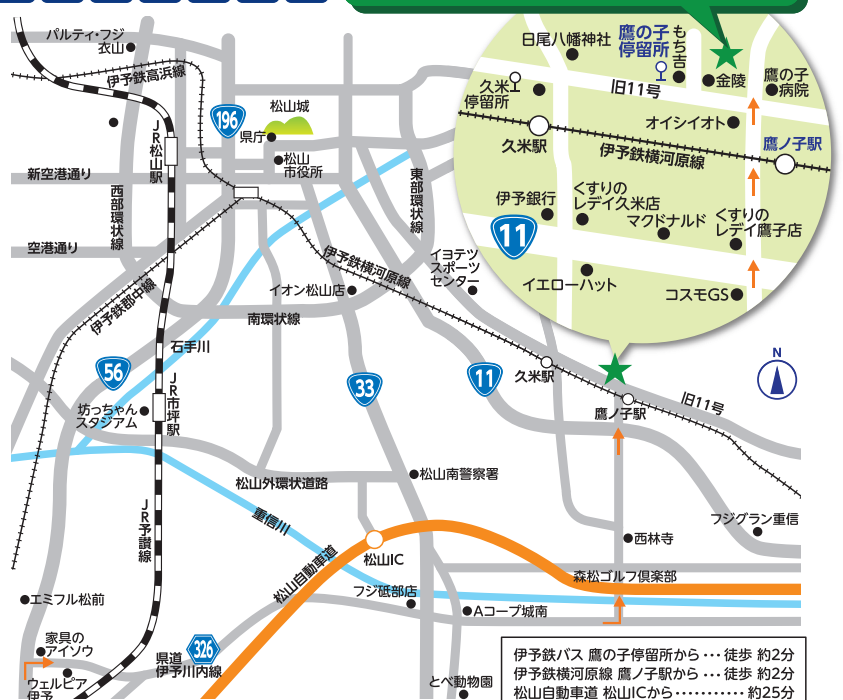 パルティ・フジ
衣山
伊予鉄高浜線
196
松山城
県庁
松山
市役所
JR松山駅
新空港通り
西部環状線
東部環状線
空港通り
伊予鉄郡中線
伊予鉄横河原線
イヨテツ
スポーツ
センター
イオン松山店
南環状線
石手川
56
33
11
久米駅
鷹ノ子駅
旧11号
N
坊っちゃん
スタジアム
JR市坪駅
松山外環状道路
松山南警察署
重信川
JR予讃線
フジグラン重信
西林寺
松山IC
松山自動車道
森松ゴルフ倶楽部
フジ砥部店
Aコープ城南
エミフル松前
家具の
アイソウ
ウェルピア
伊予
県道
伊予川内線
326
とべ動物園
日尾八幡神社
鷹の子
停留所
もち吉
金陵
鷹の子
病院
久米
停留所
旧11号
オイシイオト
久米駅
鷹ノ子駅
伊予鉄横河原線
伊予銀行
くすりの
レデイ久米店
マクドナルド
くすりの
レデイ鷹子店
11
イエローハット
コスモGS
伊予鉄バス 鷹の子停留所から…徒歩 約2分
伊予鉄横河原線 鷹ノ子駅から…徒歩 約2分
松山自動車道 松山ICから…………約25分